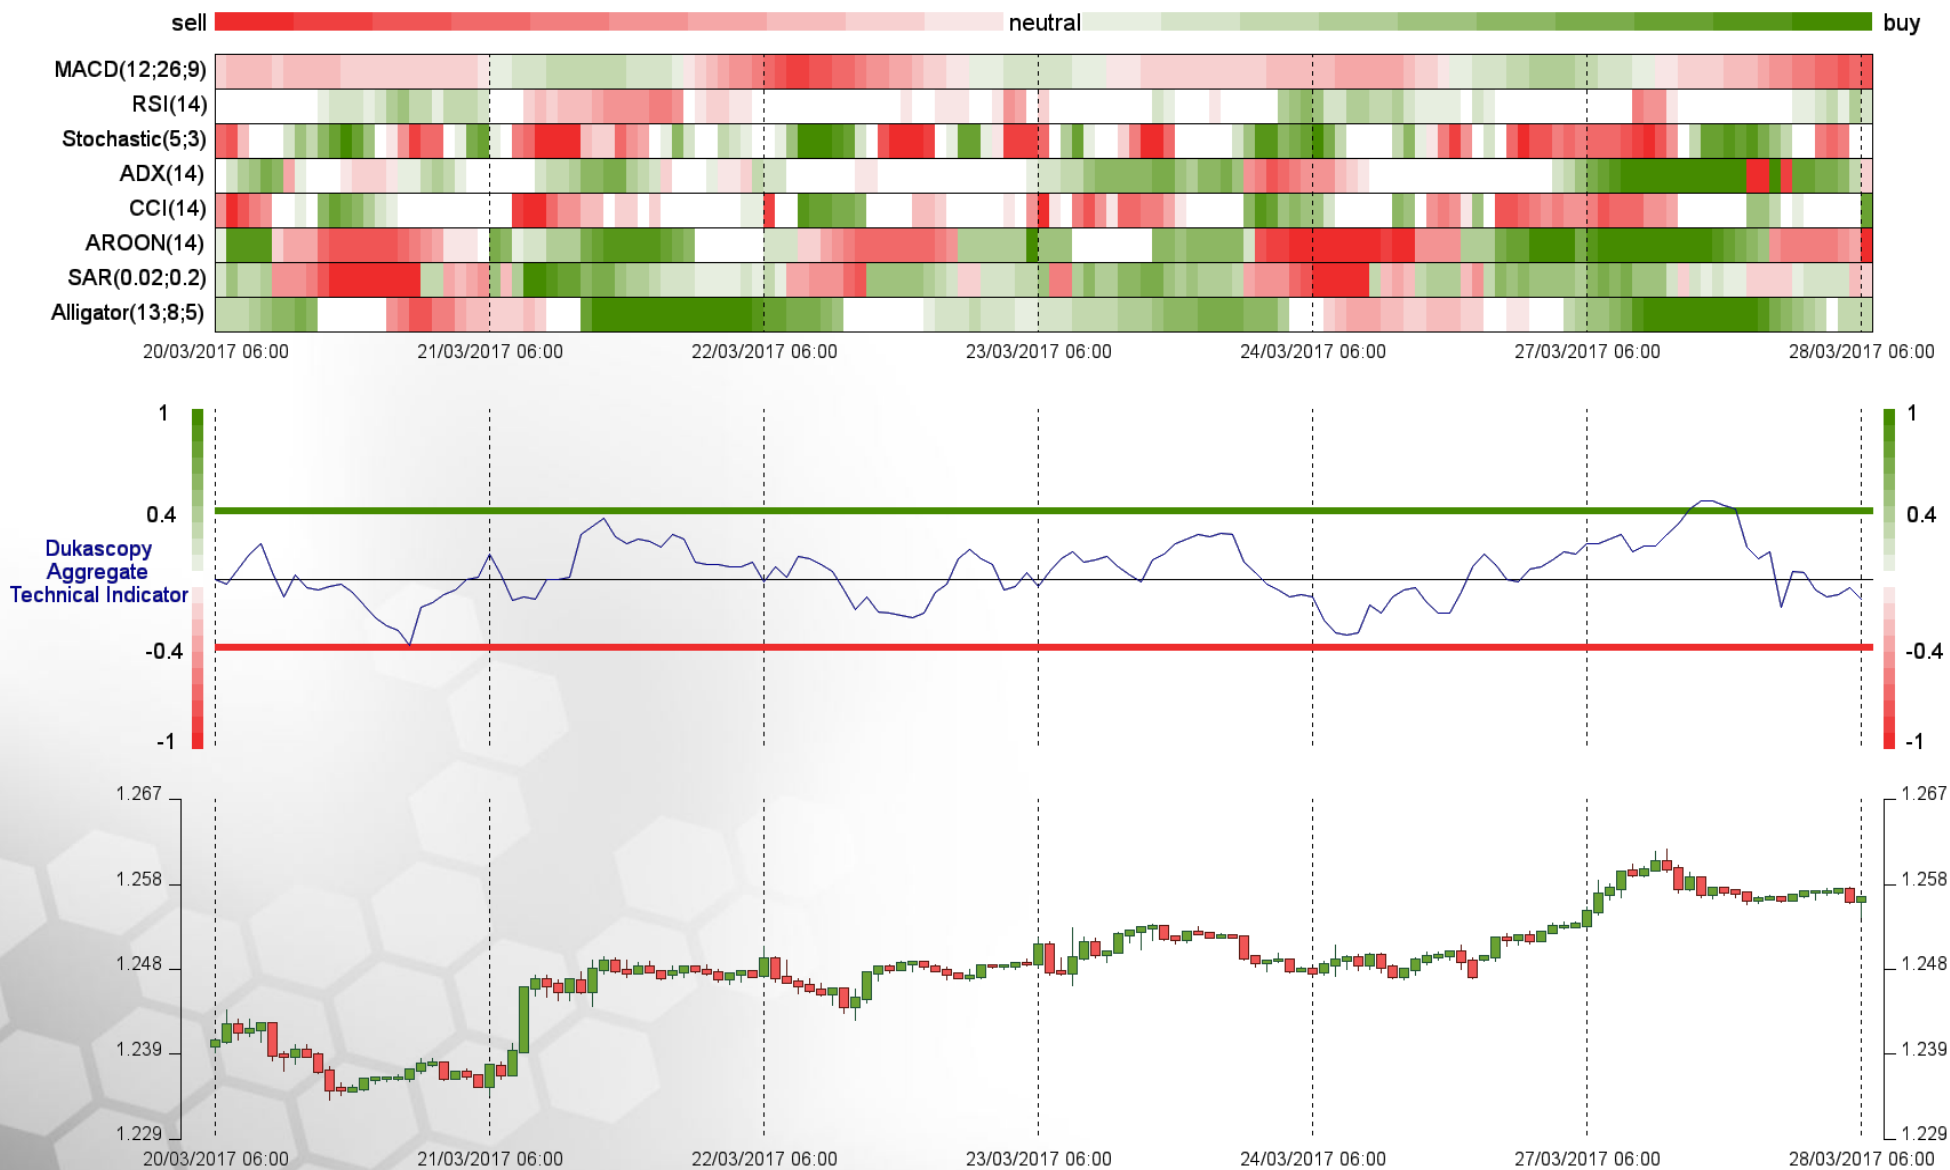 sell neutral buy
MACD(12;26;9)
RSI(14)
Stochastic(5;3)
ADX(14)
CCI(14)
AROON(14)
SAR(0.02;0.2)
Alligator(13;8;5)
20/03/2017 06:00 21/03/2017 06:00 22/03/2017 06:00 23/03/2017 06:00 24/03/2017 06:00 27/03/2017 06:00 28/03/2017 06:00
1 1
0.4 0.4
Dukascopy
Aggregate
Technical Indicator
-0.4 -0.4
-1 -1
1.267 1.267
1.258 1.258
1.248 1.248
1.239 1.239
1.229 1.229
20/03/2017 06:00 21/03/2017 06:00 22/03/2017 06:00 23/03/2017 06:00 24/03/2017 06:00 27/03/2017 06:00 28/03/2017 06:00